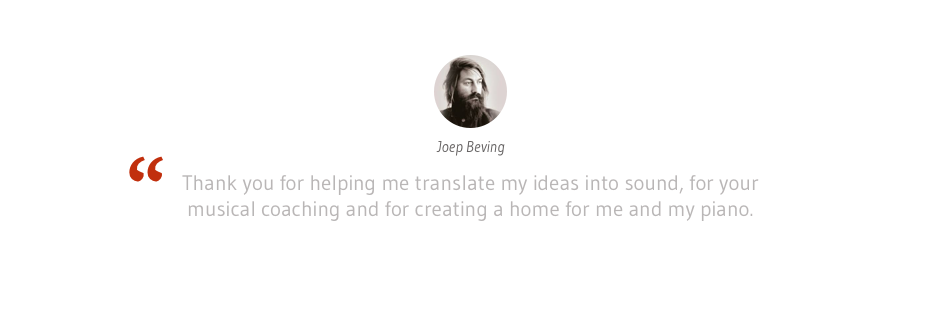 Joep Beving
“ Thank you for helping me translate my ideas into sound, for your
musical coaching and for creating a home for me and my piano.